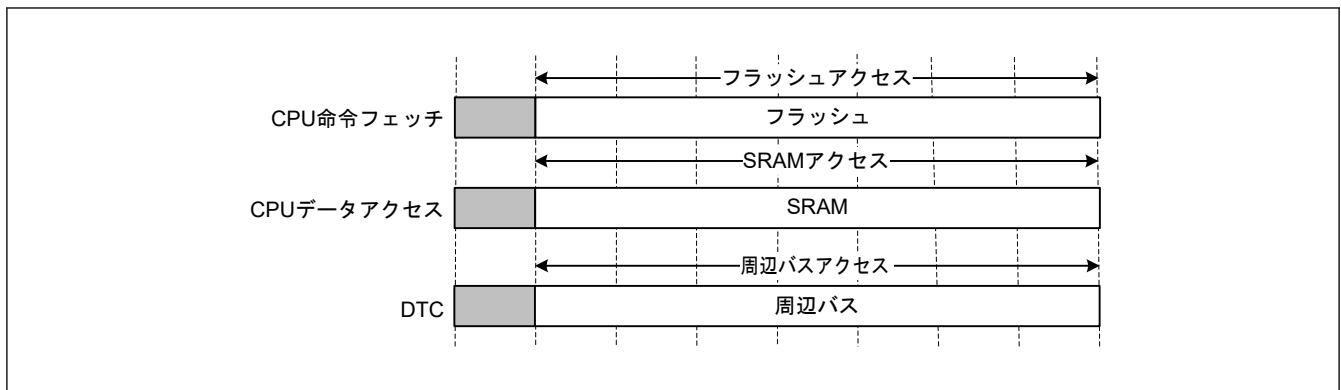 フラッシュアクセス
CPU命令フェッチ
フラッシュ
SRAMアクセス
CPUデータアクセス
SRAM
周辺バスアクセス
DTC
周辺バス